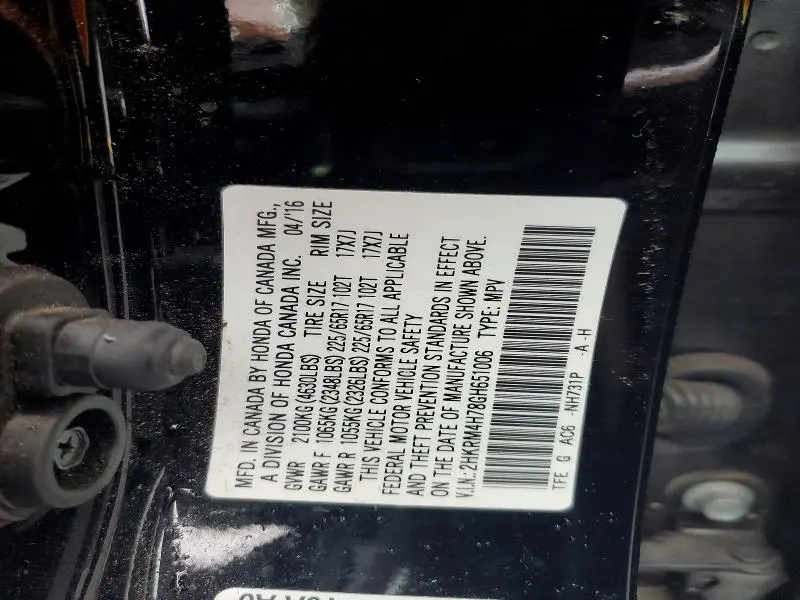 MFD. IN CANADA BY HONDA OF CANADA MFG.,
A DIVISION OF HONDA CANADA INC. 04/'16
GVWR 2100KG(4630LBS) TIRE SIZE RIM SIZE
GAWR F 1065KG(2348LBS)225/65R17 102T 17X7J
GAWR R 1055KG(2326LBS)225/65R17 102T 17X7J
THIS VEHICLE CONFORMS TO ALL APPLICABLE
FEDERAL MOTOR VEHICLE SAFETY
AND THEFT PREVENTION STANDARDS IN EFFECT
ON THE DATE OF MANUFACTURE SHOWN ABOVE.
V.I.N.:2HKRM4H78GH651006 TYPE: MPV
TFE G AC6 -NH731P -A -H